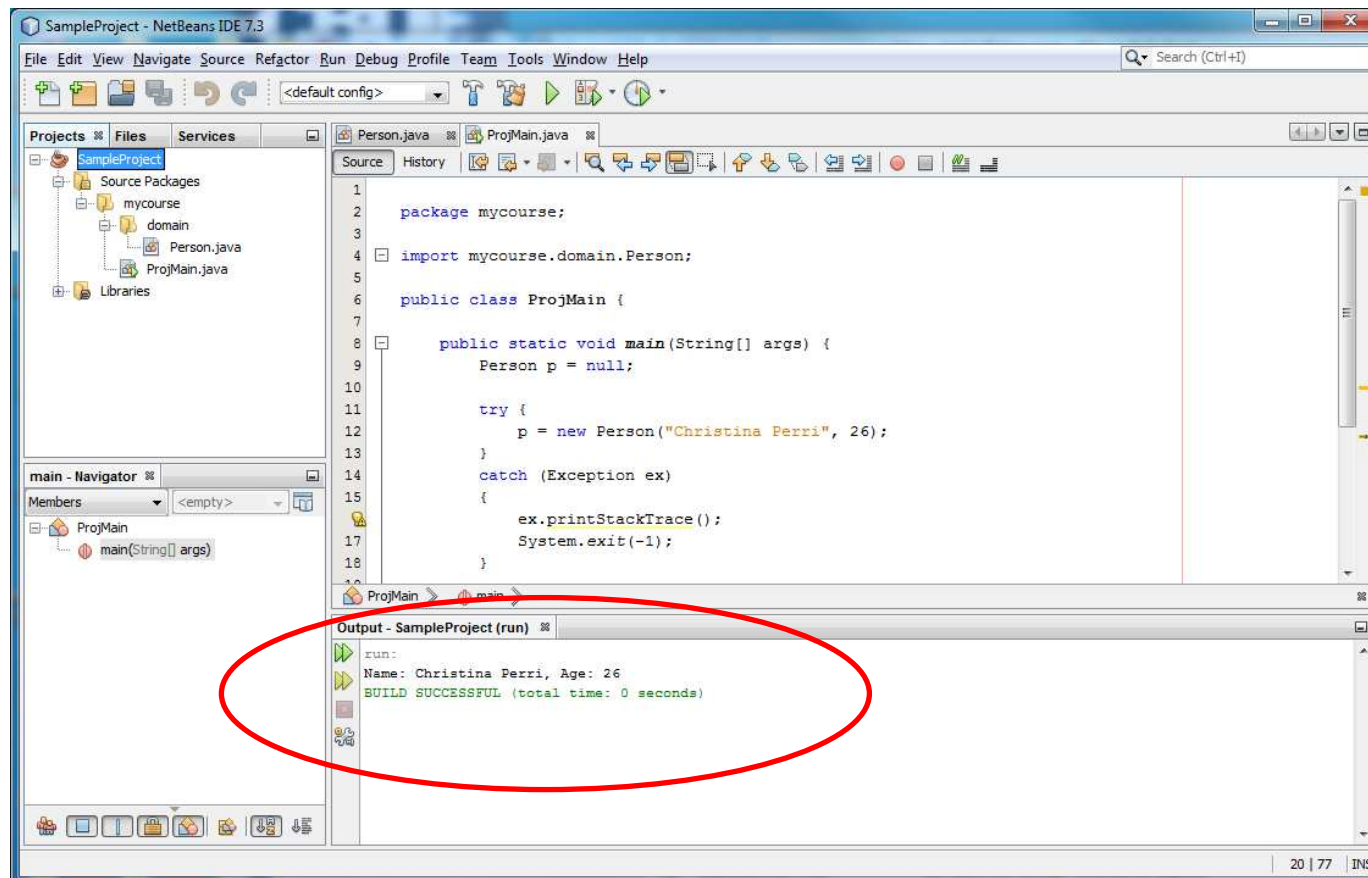 SampleProject - NetBeans IDE 7.3
File Edit View Navigate Source Refactor Run Debug Profile Team Tools Window Help
Search (Ctrl+I)
<default config>
Projects Files Services
SampleProject
Source Packages
mycourse
domain
Person.java
ProjMain.java
Libraries
main - Navigator
Members <empty>
ProjMain
main(String[] args)
Person.java ProjMain.java
Source History
1
2 package mycourse;
3
4 import mycourse.domain.Person;
5
6 public class ProjMain {
7
8 public static void main(String[] args) {
9 Person p = null;
10
11 try {
12 p = new Person("Christina Perri", 26);
13 }
14 catch (Exception ex)
15 {
ex.printStackTrace();
17 System.exit(-1);
18 }
ProjMain main
Output - SampleProject (run)
run:
Name: Christina Perri, Age: 26
BUILD SUCCESSFUL (total time: 0 seconds)
20 | 77